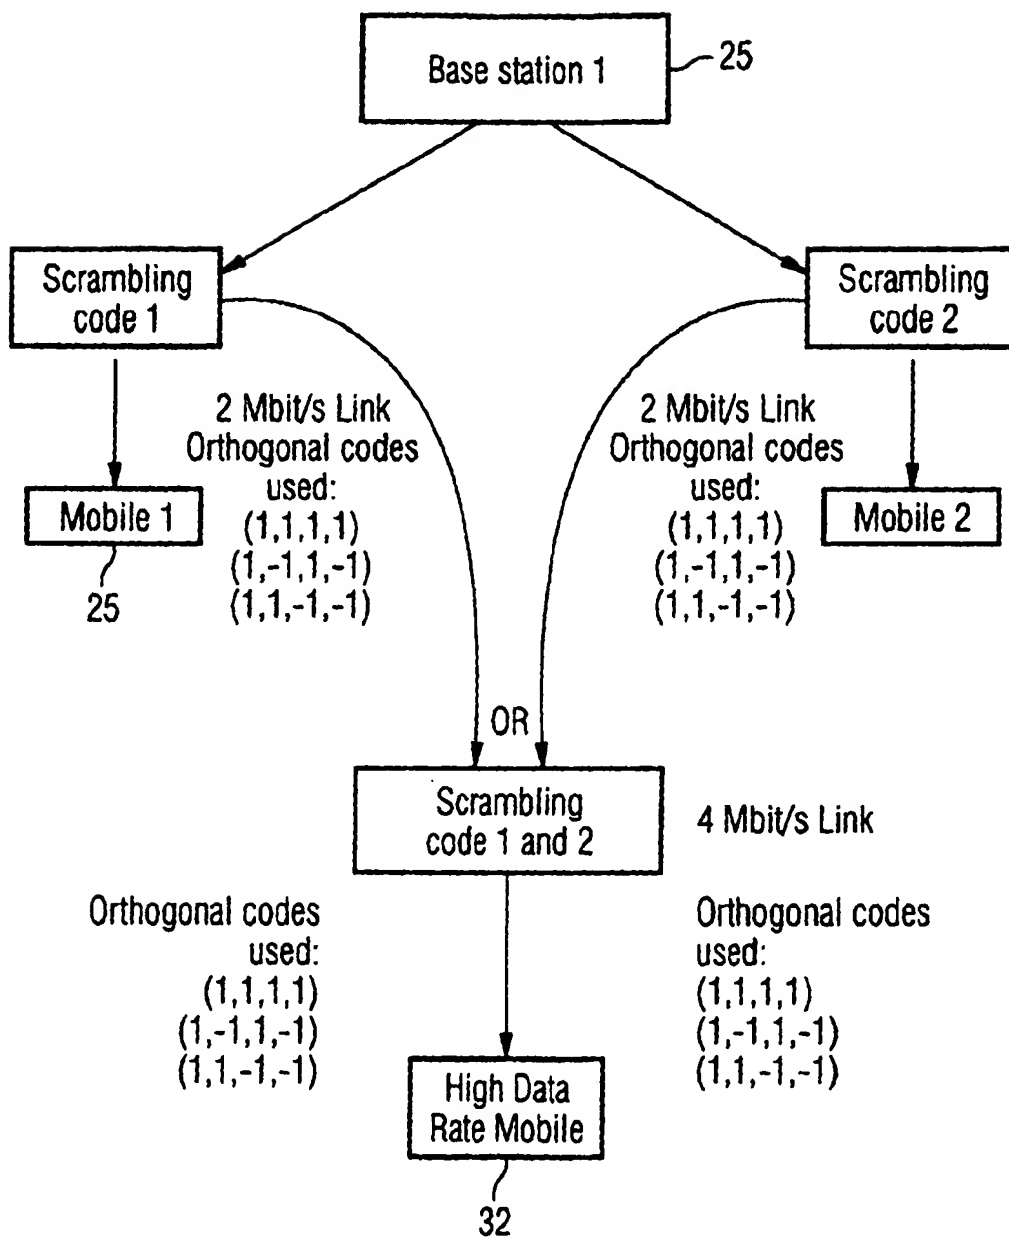 Base station 1
25
Scrambling
code 1
Scrambling
code 2
2 Mbit/s Link
Orthogonal codes
used:
(1,1,1,1)
(1,-1,1,-1)
(1,1,-1,-1)
2 Mbit/s Link
Orthogonal codes
used:
(1,1,1,1)
(1,-1,1,-1)
(1,1,-1,-1)
Mobile 1
25
Mobile 2
OR
Scrambling
code 1 and 2
4 Mbit/s Link
Orthogonal codes
used:
(1,1,1,1)
(1,-1,1,-1)
(1,1,-1,-1)
Orthogonal codes
used:
(1,1,1,1)
(1,-1,1,-1)
(1,1,-1,-1)
High Data
Rate Mobile
32